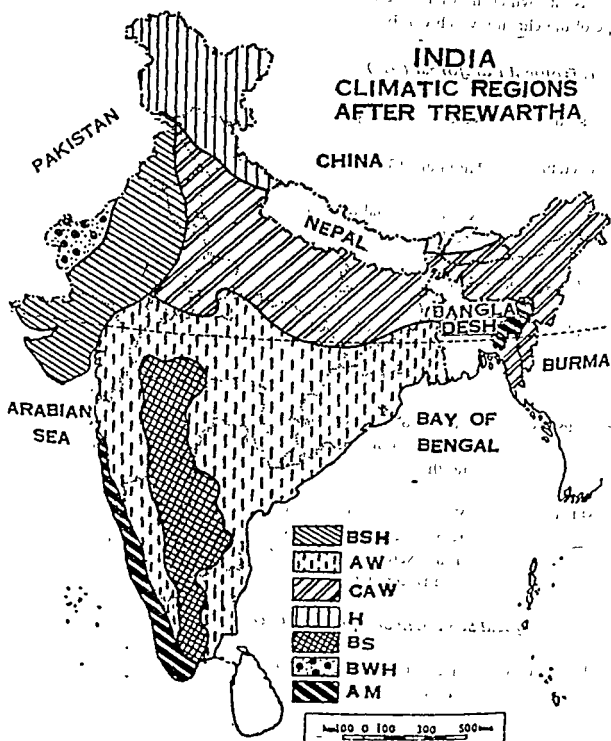 INDIA
CLIMATIC REGIONS
AFTER TREWARTHA
PAKISTAN
CHINA
NEPAL
BANGLA
DESH
BURMA
ARABIAN
SEA
BAY OF
BENGAL
BSH
AW
CAW
H
BS
BWH
AM
100 0 100 300 500